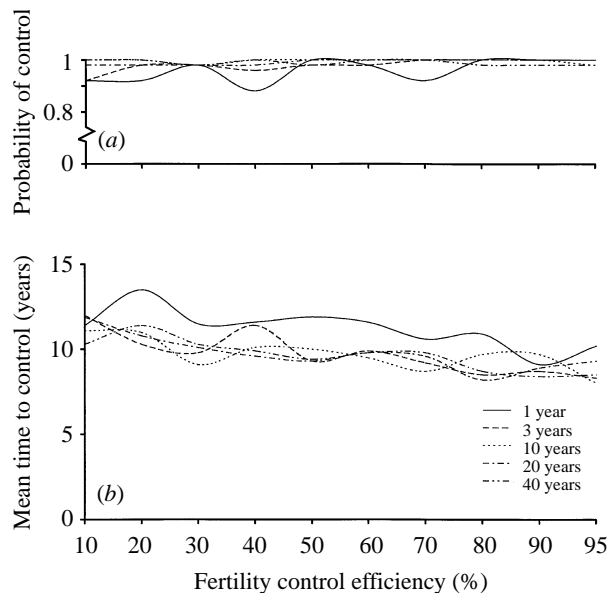 Probability of control
1
0.8
0
(a)
Mean time to control (years)
15
10
5
0
(b)
1 year
3 years
10 years
20 years
40 years
10 20 30 40 50 60 70 80 90 95
Fertility control efficiency (%)